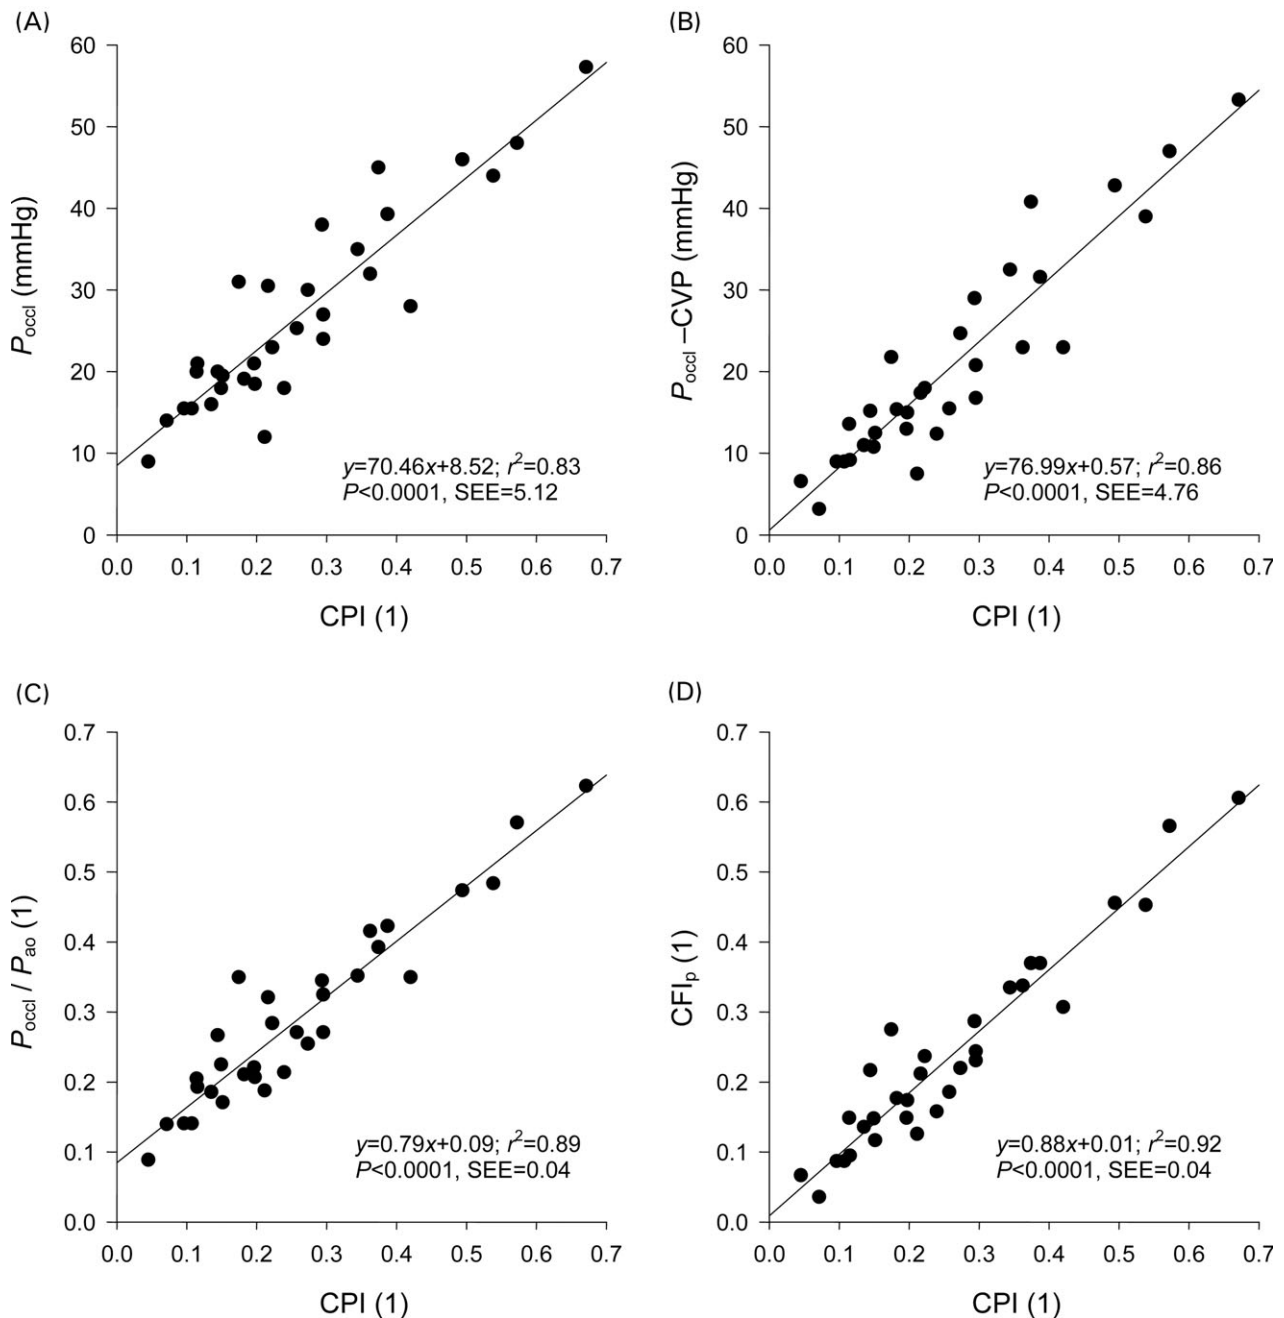 (A)
60
50
40
30
20
10
0
P_occl (mmHg)
y=70.46x+8.52; r²=0.83
P<0.0001, SEE=5.12
0.0 0.1 0.2 0.3 0.4 0.5 0.6 0.7
CPI (1)
(B)
60
50
40
30
20
10
0
P_occl –CVP (mmHg)
y=76.99x+0.57; r²=0.86
P<0.0001, SEE=4.76
0.0 0.1 0.2 0.3 0.4 0.5 0.6 0.7
CPI (1)
(C)
0.7
0.6
0.5
0.4
0.3
0.2
0.1
0.0
P_occl / P_ao (1)
y=0.79x+0.09; r²=0.89
P<0.0001, SEE=0.04
0.0 0.1 0.2 0.3 0.4 0.5 0.6 0.7
CPI (1)
(D)
0.7
0.6
0.5
0.4
0.3
0.2
0.1
0.0
CFI_p (1)
y=0.88x+0.01; r²=0.92
P<0.0001, SEE=0.04
0.0 0.1 0.2 0.3 0.4 0.5 0.6 0.7
CPI (1)